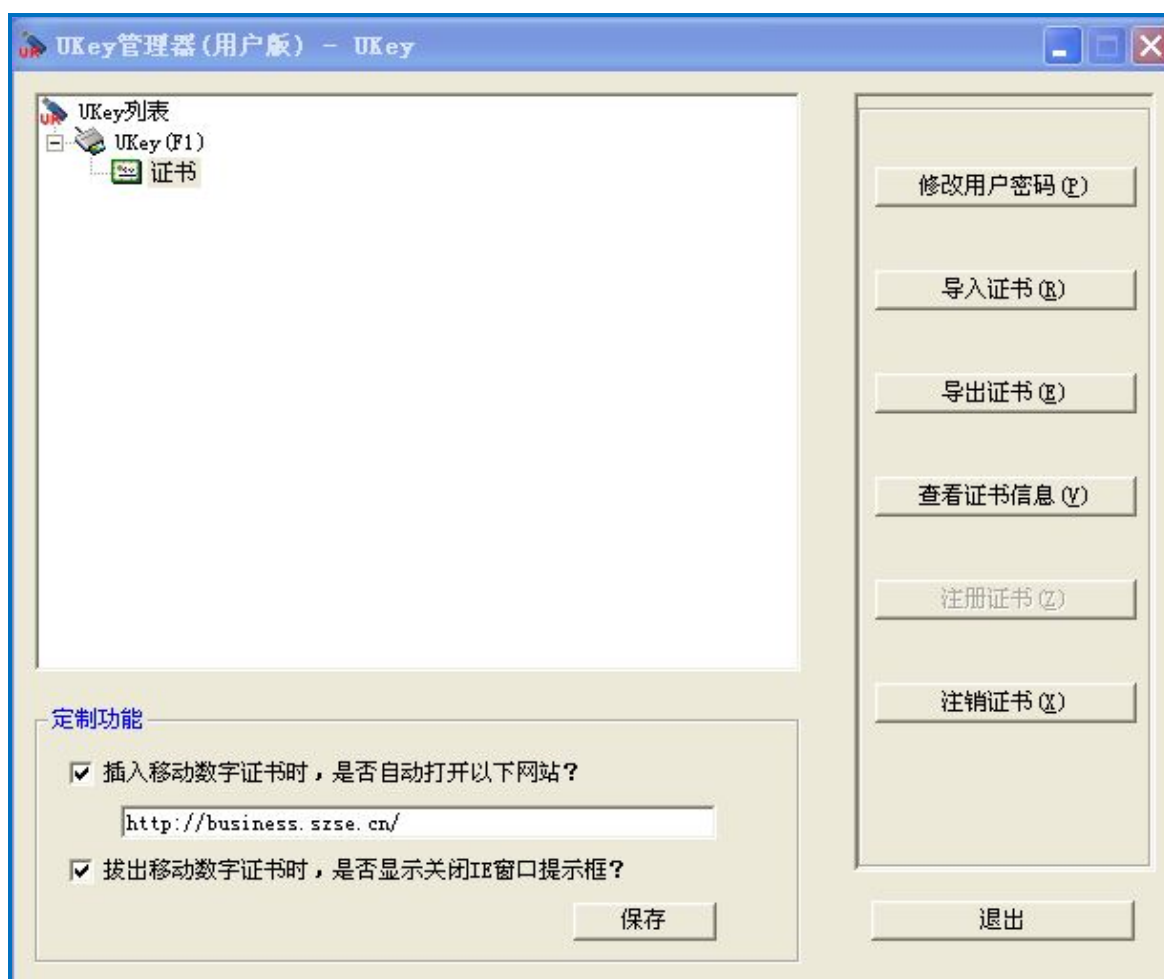 UKey管理器(用户版) - UKey
UKey列表
UKey(F1)
证书
修改用户密码(P)
导入证书(R)
导出证书(E)
查看证书信息(V)
注册证书(Z)
注销证书(X)
定制功能
插入移动数字证书时，是否自动打开以下网站？
http://business.szse.cn/
拔出移动数字证书时，是否显示关闭IE窗口提示框？
保存
退出